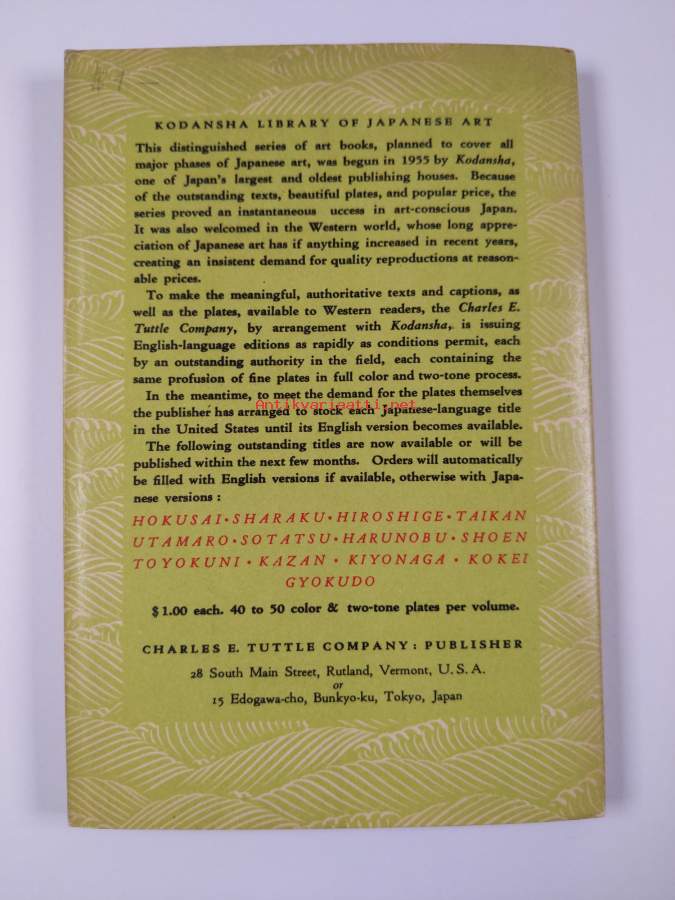 KODANSHA LIBRARY OF JAPANESE ART
This distinguished series of art books, planned to cover all
major phases of Japanese art, was begun in 1955 by Kodansha,
one of Japan's largest and oldest publishing houses. Because
of the outstanding texts, beautiful plates, and popular price, the
series proved an instantaneous uccess in art-conscious Japan.
It was also welcomed in the Western world, whose long appre-
ciation of Japanese art has if anything increased in recent years,
creating an insistent demand for quality reproductions at reason-
able prices.
To make the meaningful, authoritative texts and captions, as
well as the plates, available to Western readers, the Charles E.
Tuttle Company, by arrangement with Kodansha, is issuing
English-language editions as rapidly as conditions permit, each
by an outstanding authority in the field, each containing the
same profusion of fine plates in full color and two-tone process.
In the meantime, to meet the demand for the plates themselves
Antikvariaatti.net
the publisher has arranged to stock each Japanese-language title
in the United States until its English version becomes available.
The following outstanding titles are now available or will be
published within the next few months. Orders will automatically
be filled with English versions if available, otherwise with Japa-
nese versions :
HOKUSAI · SHARAKU · HIROSHIGE · TAIKAN
UTAMARO · SOTATSU · HARUNOBU · SHOEN
TOYOKUNI · KAZAN · KIYONAGA · KOKEI
GYOKUDO
$1.00 each. 40 to 50 color & two-tone plates per volume.
CHARLES E. TUTTLE COMPANY : PUBLISHER
28 South Main Street, Rutland, Vermont, U.S.A.
or
15 Edogawa-cho, Bunkyo-ku, Tokyo, Japan